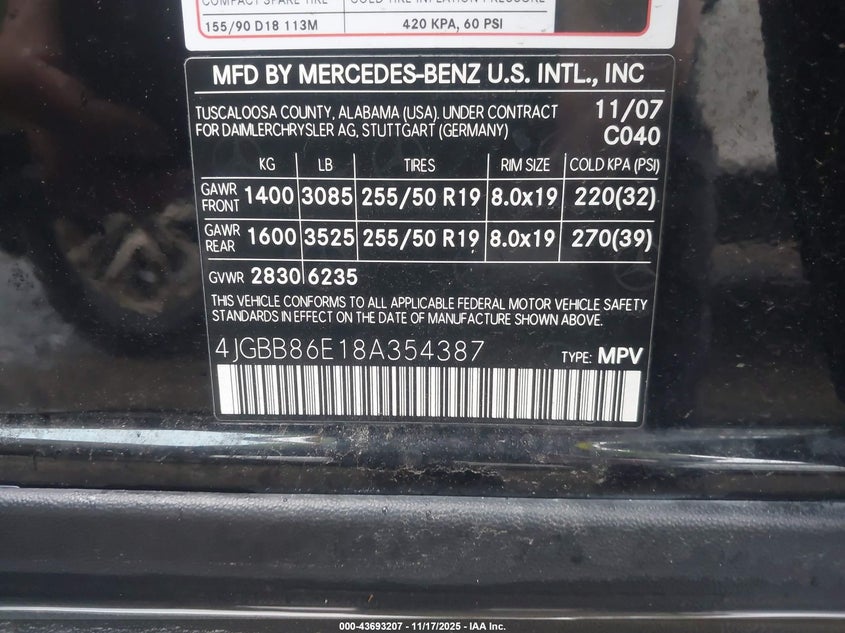 COMPACT SPARE TIRE COLD TIRE INFLATION PRESSURE
155/90 D18 113M 420 KPA, 60 PSI
MFD BY MERCEDES-BENZ U.S. INTL., INC
TUSCALOOSA COUNTY, ALABAMA (USA). UNDER CONTRACT 11/07
FOR DAIMLERCHRYSLER AG, STUTTGART (GERMANY) C040
KG LB TIRES RIM SIZE COLD KPA (PSI)
GAWR FRONT 1400 3085 255/50 R19 8.0x19 220(32)
GAWR REAR 1600 3525 255/50 R19 8.0x19 270(39)
GVWR 2830 6235
THIS VEHICLE CONFORMS TO ALL APPLICABLE FEDERAL MOTOR VEHICLE SAFETY
STANDARDS IN EFFECT ON THE DATE OF MANUFACTURE SHOWN ABOVE.
4JGBB86E18A354387 TYPE: MPV
000-43693207 - 11/17/2025 - IAA Inc.